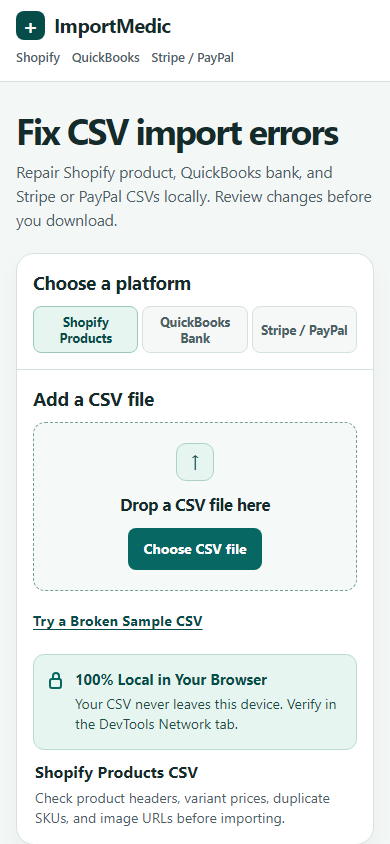 + ImportMedic
Shopify QuickBooks Stripe / PayPal
Fix CSV import errors
Repair Shopify product, QuickBooks bank, and
Stripe or PayPal CSVs locally. Review changes before
you download.
Choose a platform
Shopify
Products
QuickBooks
Bank
Stripe / PayPal
Add a CSV file
↑
Drop a CSV file here
Choose CSV file
Try a Broken Sample CSV
100% Local in Your Browser
Your CSV never leaves this device. Verify in
the DevTools Network tab.
Shopify Products CSV
Check product headers, variant prices, duplicate
SKUs, and image URLs before importing.